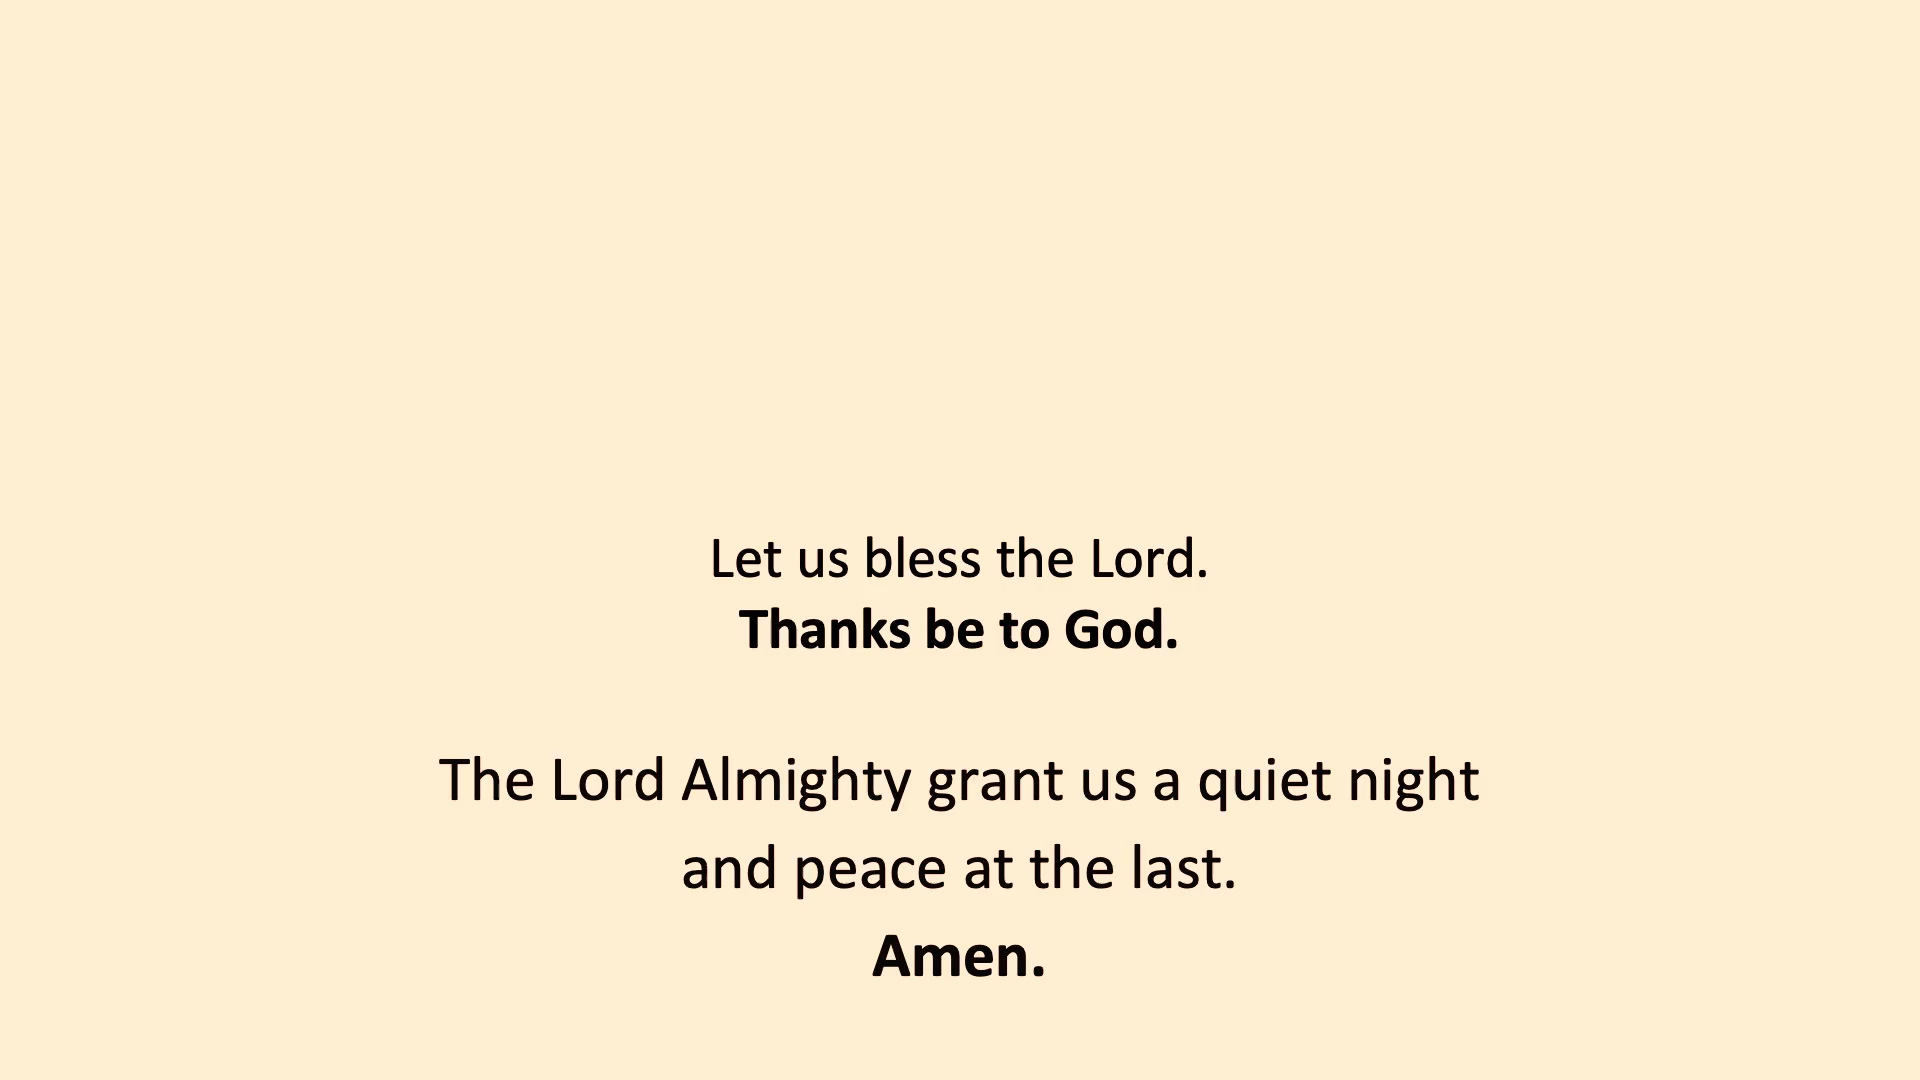 Let us bless the Lord.
Thanks be to God.
The Lord Almighty grant us a quiet night
and peace at the last.
Amen.